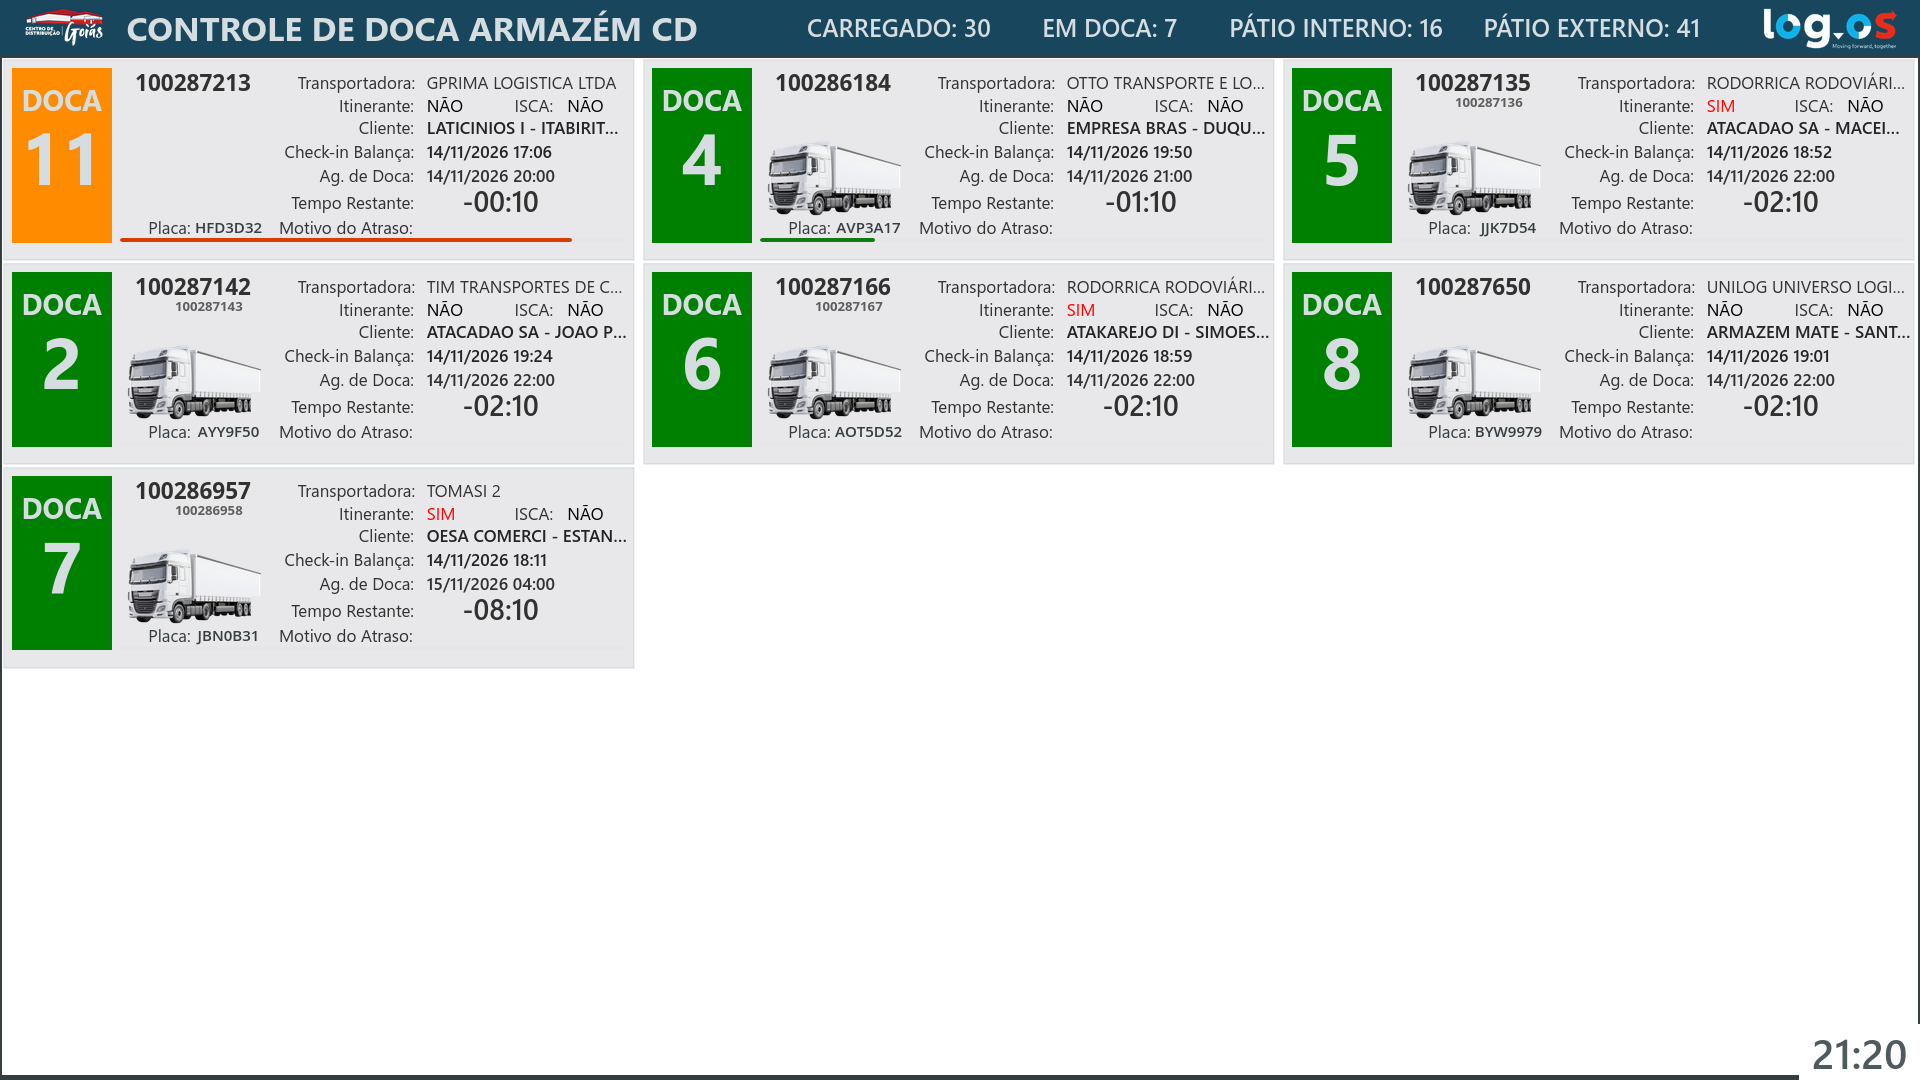 CENTRO DE DISTRIBUIÇÃO Goiás
CONTROLE DE DOCA ARMAZÉM CD
CARREGADO: 30
EM DOCA: 7
PÁTIO INTERNO: 16
PÁTIO EXTERNO: 41
log.os
Moving forward, together
DOCA
11
100287213
Transportadora: GPRIMA LOGISTICA LTDA
Itinerante: NÃO ISCA: NÃO
Cliente: LATICINIOS I - ITABIRIT...
Check-in Balança: 14/11/2026 17:06
Ag. de Doca: 14/11/2026 20:00
Tempo Restante: -00:10
Placa: HFD3D32 Motivo do Atraso:
DOCA
4
100286184
Transportadora: OTTO TRANSPORTE E LO...
Itinerante: NÃO ISCA: NÃO
Cliente: EMPRESA BRAS - DUQU...
Check-in Balança: 14/11/2026 19:50
Ag. de Doca: 14/11/2026 21:00
Tempo Restante: -01:10
Placa: AVP3A17 Motivo do Atraso:
DOCA
5
100287135
100287136
Transportadora: RODORRICA RODOVIÁRI...
Itinerante: SIM ISCA: NÃO
Cliente: ATACADAO SA - MACEI...
Check-in Balança: 14/11/2026 18:52
Ag. de Doca: 14/11/2026 22:00
Tempo Restante: -02:10
Placa: JJK7D54 Motivo do Atraso:
DOCA
2
100287142
100287143
Transportadora: TIM TRANSPORTES DE C...
Itinerante: NÃO ISCA: NÃO
Cliente: ATACADAO SA - JOAO P...
Check-in Balança: 14/11/2026 19:24
Ag. de Doca: 14/11/2026 22:00
Tempo Restante: -02:10
Placa: AYY9F50 Motivo do Atraso:
DOCA
6
100287166
100287167
Transportadora: RODORRICA RODOVIÁRI...
Itinerante: SIM ISCA: NÃO
Cliente: ATAKAREJO DI - SIMOES...
Check-in Balança: 14/11/2026 18:59
Ag. de Doca: 14/11/2026 22:00
Tempo Restante: -02:10
Placa: AOT5D52 Motivo do Atraso:
DOCA
8
100287650
Transportadora: UNILOG UNIVERSO LOGI...
Itinerante: NÃO ISCA: NÃO
Cliente: ARMAZEM MATE - SANT...
Check-in Balança: 14/11/2026 19:01
Ag. de Doca: 14/11/2026 22:00
Tempo Restante: -02:10
Placa: BYW9979 Motivo do Atraso:
DOCA
7
100286957
100286958
Transportadora: TOMASI 2
Itinerante: SIM ISCA: NÃO
Cliente: OESA COMERCI - ESTAN...
Check-in Balança: 14/11/2026 18:11
Ag. de Doca: 15/11/2026 04:00
Tempo Restante: -08:10
Placa: JBN0B31 Motivo do Atraso:
21:20